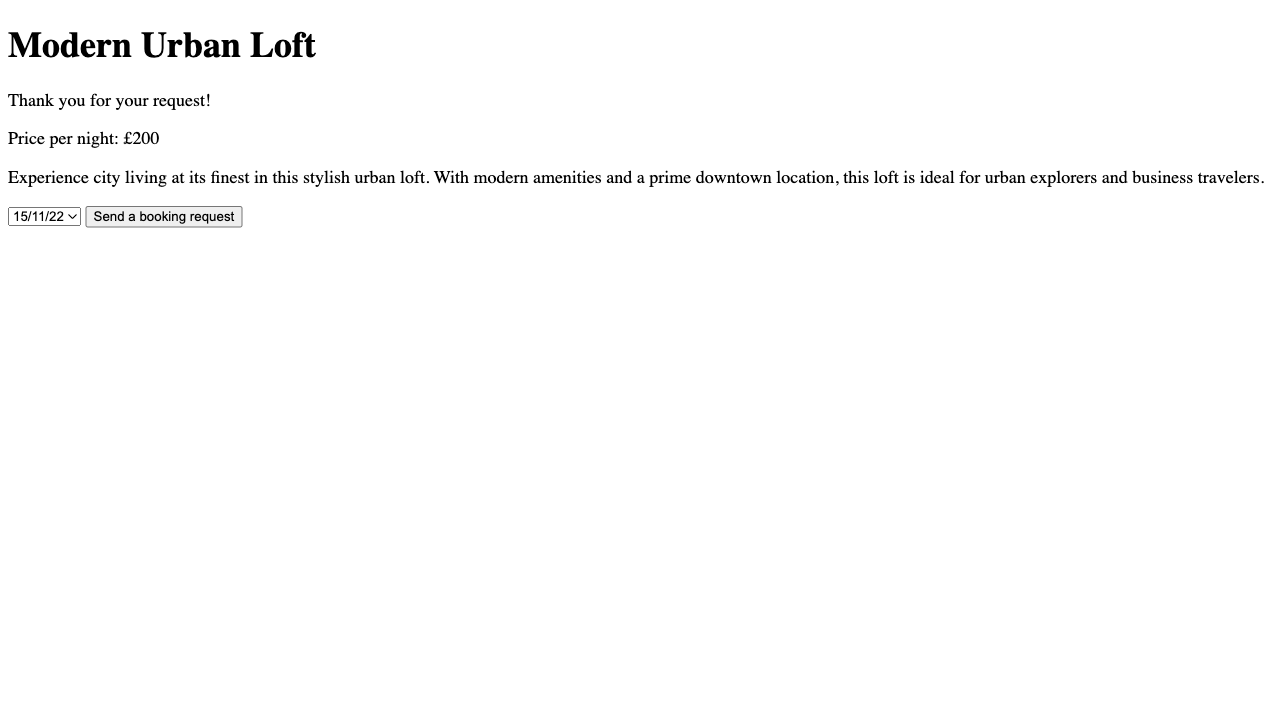 Modern Urban Loft
Thank you for your request!
Price per night: £200
Experience city living at its finest in this stylish urban loft. With modern amenities and a prime downtown location, this loft is ideal for urban explorers and business travelers.
15/11/22 Send a booking request